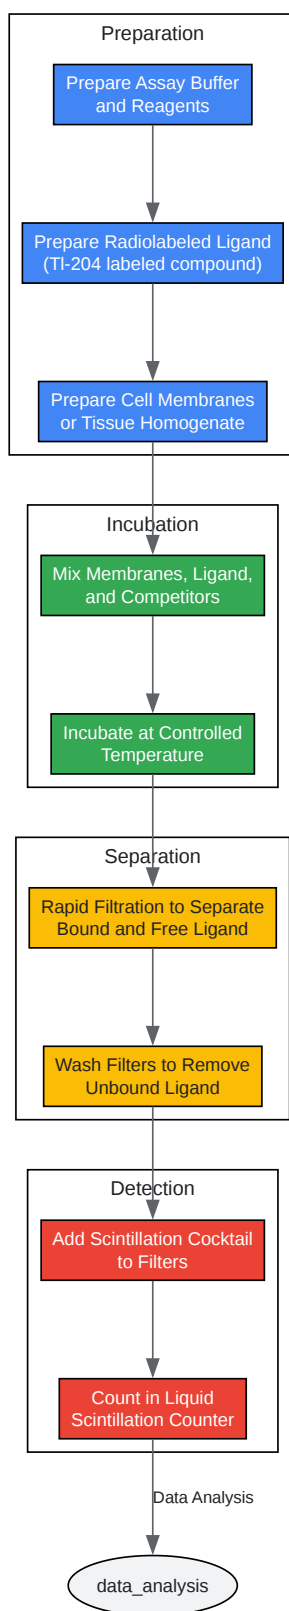 Preparation
Prepare Assay Buffer
and Reagents
Prepare Radiolabeled Ligand
(Tl-204 labeled compound)
Prepare Cell Membranes
or Tissue Homogenate
Incubation
Mix Membranes, Ligand,
and Competitors
Incubate at Controlled
Temperature
Separation
Rapid Filtration to Separate
Bound and Free Ligand
Wash Filters to Remove
Unbound Ligand
Detection
Add Scintillation Cocktail
to Filters
Count in Liquid
Scintillation Counter
Data Analysis
data_analysis